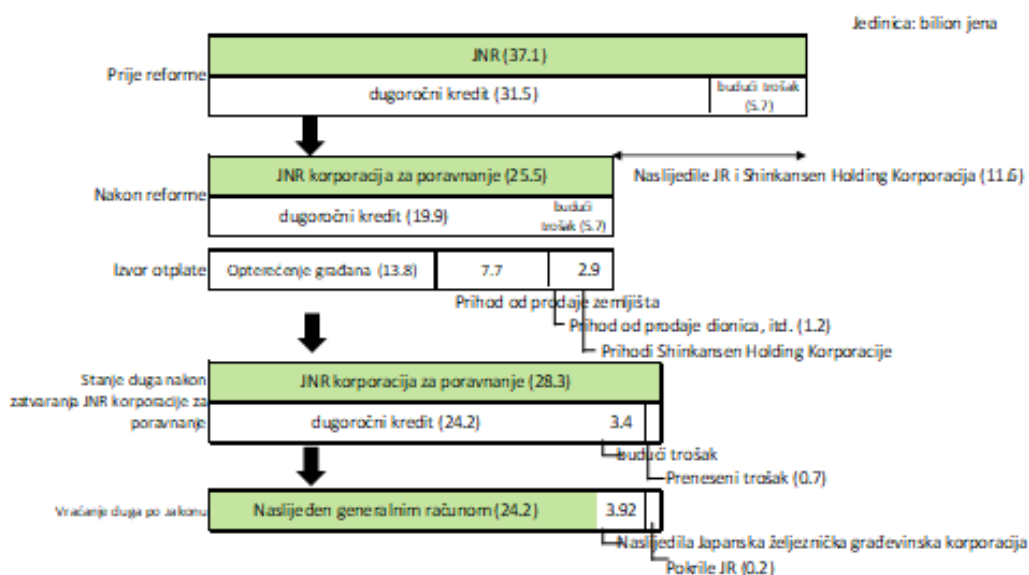 Jedinica: bilion jena
JNR (37.1)
Prije reforme
dugoročni kredit (31.5)
budući trošak
(5.7)
JNR korporacija za poravnanje (25.5)
Naslijedile JR i Shinkansen Holding Korporacija (11.6)
Nakon reforme
dugoročni kredit (19.9)
budući
trošak (5.7)
Izvor otplate
Opterećenje građana (13.8)
7.7
2.9
Prihod od prodaje zemljišta
Prihod od prodaje dionica, itd. (1.2)
Prihodi Shinkansen Holding Korporacije
Stanje duga nakon
zatvaranja JNR korporacije za
poravnanje
JNR korporacija za poravnanje (28.3)
dugoročni kredit (24.2)
3.4
budući trošak
Preneseni trošak (0.7)
Vraćanje duga po zakonu
Naslijeđen generalnim računom (24.2)
3.92
Naslijedila Japanska željeznička građevinska korporacija
Pokrile JR (0.2)